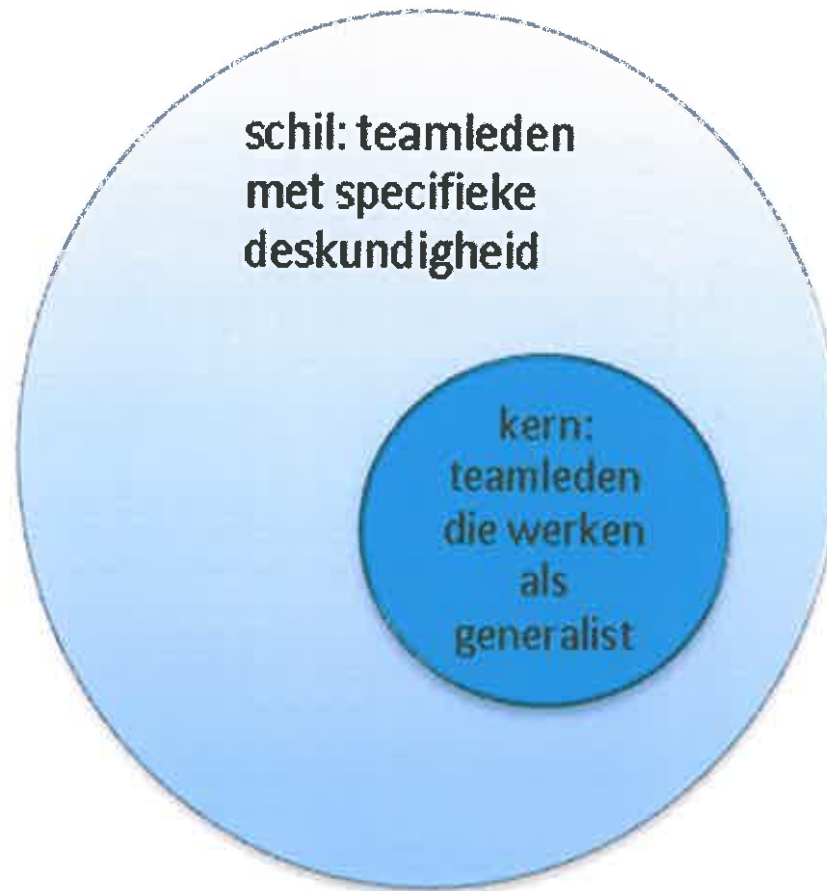 schil: teamleden
met specifieke
deskundigheid
kern:
teamleden
die werken
als
generalist